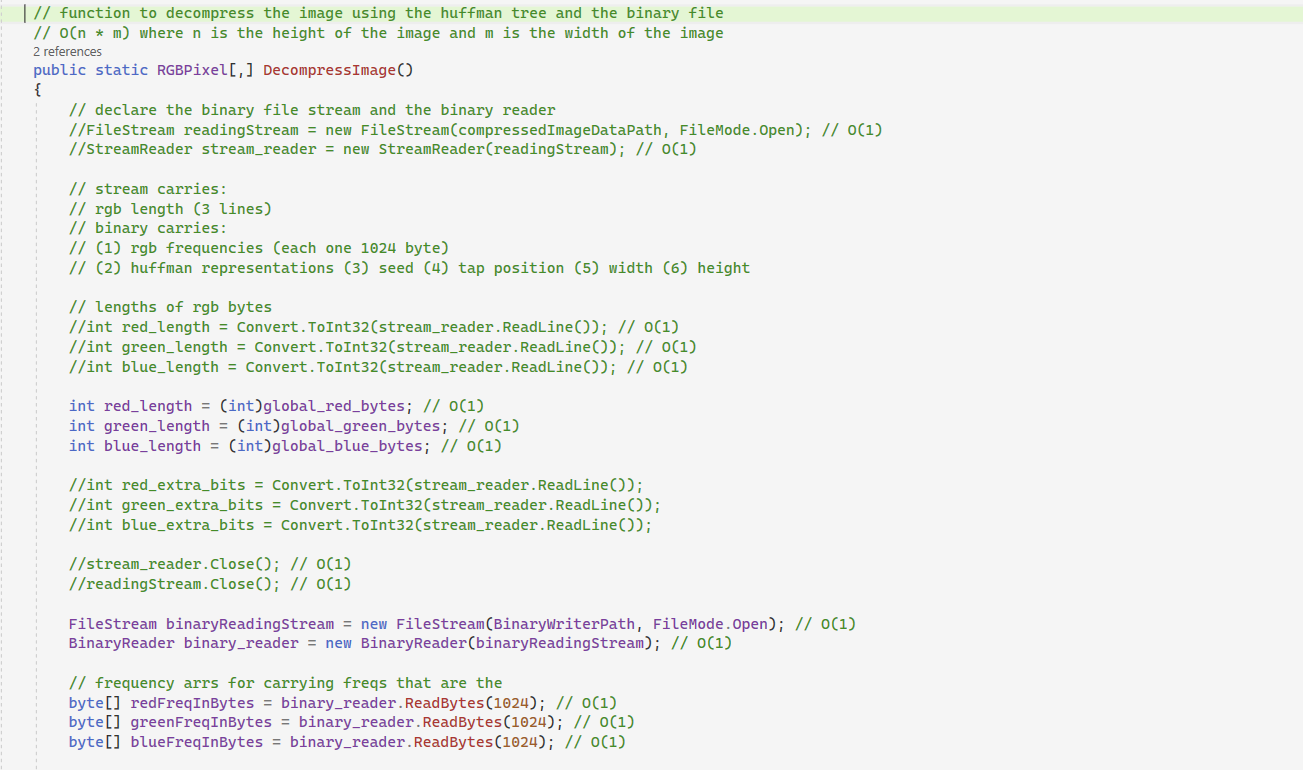 // function to decompress the image using the huffman tree and the binary file
// O(n * m) where n is the height of the image and m is the width of the image
2 references
public static RGBPixel[,] DecompressImage()
{
// declare the binary file stream and the binary reader
//FileStream readingStream = new FileStream(compressedImageDataPath, FileMode.Open); // O(1)
//StreamReader stream_reader = new StreamReader(readingStream); // O(1)
// stream carries:
// rgb length (3 lines)
// binary carries:
// (1) rgb frequencies (each one 1024 byte)
// (2) huffman representations (3) seed (4) tap position (5) width (6) height
// lengths of rgb bytes
//int red_length = Convert.ToInt32(stream_reader.ReadLine()); // O(1)
//int green_length = Convert.ToInt32(stream_reader.ReadLine()); // O(1)
//int blue_length = Convert.ToInt32(stream_reader.ReadLine()); // O(1)
int red_length = (int)global_red_bytes; // O(1)
int green_length = (int)global_green_bytes; // O(1)
int blue_length = (int)global_blue_bytes; // O(1)
//int red_extra_bits = Convert.ToInt32(stream_reader.ReadLine());
//int green_extra_bits = Convert.ToInt32(stream_reader.ReadLine());
//int blue_extra_bits = Convert.ToInt32(stream_reader.ReadLine());
//stream_reader.Close(); // O(1)
//readingStream.Close(); // O(1)
FileStream binaryReadingStream = new FileStream(BinaryWriterPath, FileMode.Open); // O(1)
BinaryReader binary_reader = new BinaryReader(binaryReadingStream); // O(1)
// frequency arrs for carrying freqs that are the
byte[] redFreqInBytes = binary_reader.ReadBytes(1024); // O(1)
byte[] greenFreqInBytes = binary_reader.ReadBytes(1024); // O(1)
byte[] blueFreqInBytes = binary_reader.ReadBytes(1024); // O(1)